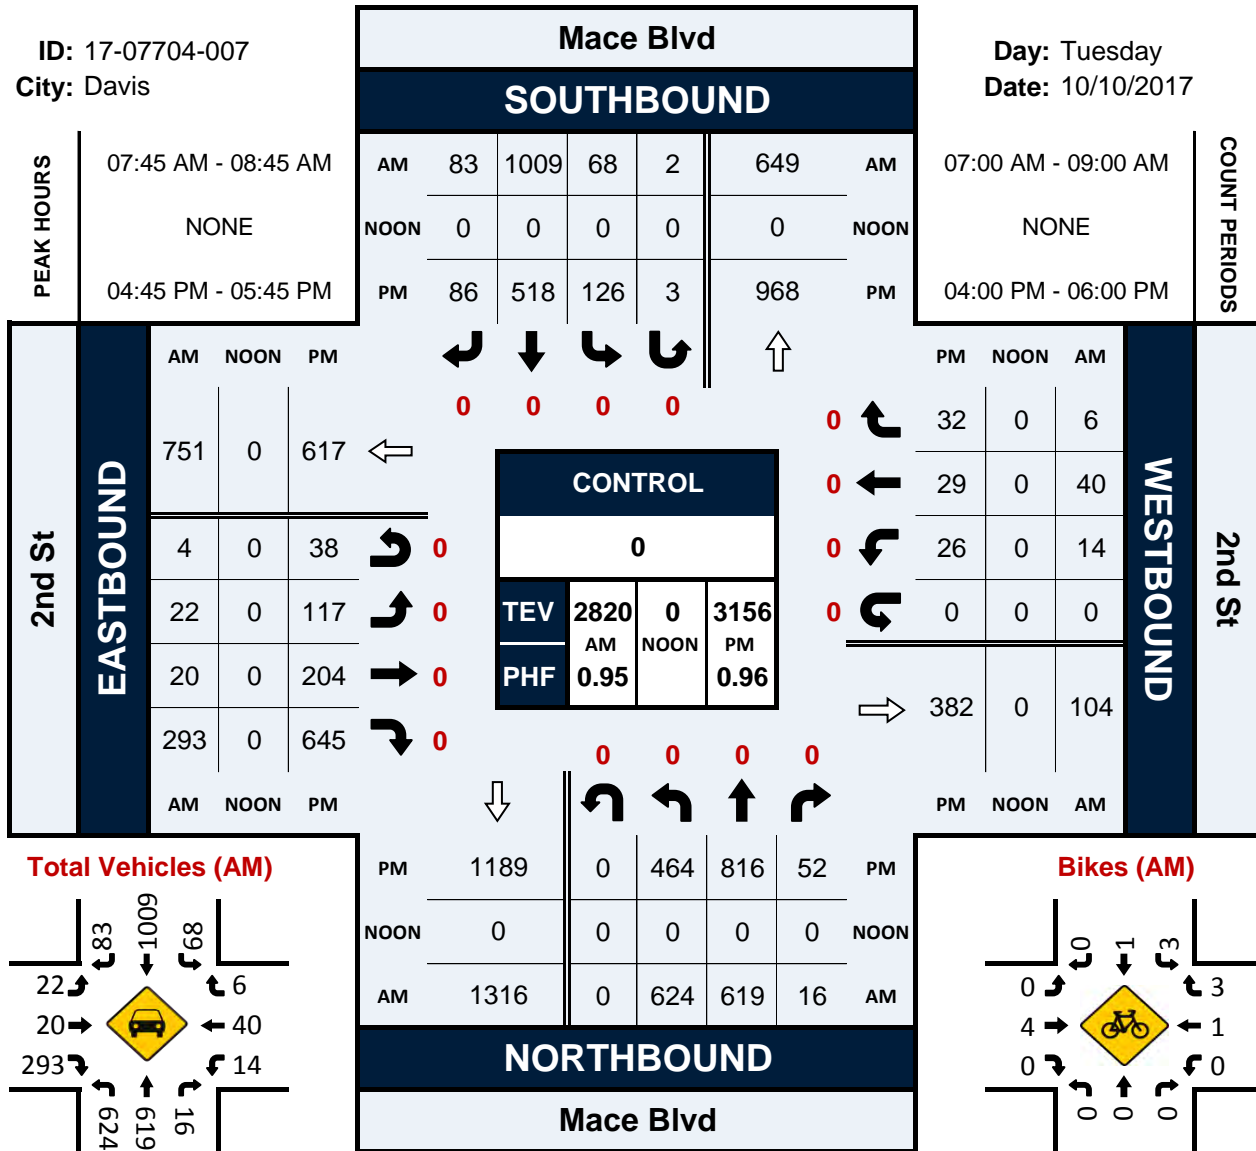 Mace Blvd
ID: 17-07704-007
Day: Tuesday
City: Davis
Date: 10/10/2017
SOUTHBOUND
PEAK HOURS
07:45 AM - 08:45 AM
NONE
04:45 PM - 05:45 PM
AM 83 1009 68 2 649 AM
NOON 0 0 0 0 0 NOON
PM 86 518 126 3 968 PM
07:00 AM - 09:00 AM
NONE
04:00 PM - 06:00 PM
COUNT PERIODS
0 0 0 0
2nd St
EASTBOUND
AM NOON PM
751 0 617
4 0 38 0
22 0 117 0
20 0 204 0
293 0 645 0
AM NOON PM
CONTROL
0
TEV 2820 0 3156
AM NOON PM
PHF 0.95 0.96
PM NOON AM
0 32 0 6
0 29 0 40
0 26 0 14
0 0 0 0
382 0 104
PM NOON AM
WESTBOUND
2nd St
0 0 0 0
PM 1189 0 464 816 52 PM
NOON 0 0 0 0 0 NOON
AM 1316 0 624 619 16 AM
NORTHBOUND
Mace Blvd
Total Vehicles (AM)
83 1009 68
22 6
20 40
293 14
624 619 16
Bikes (AM)
0 1 3
0 3
4 1
0 0
0 0 0